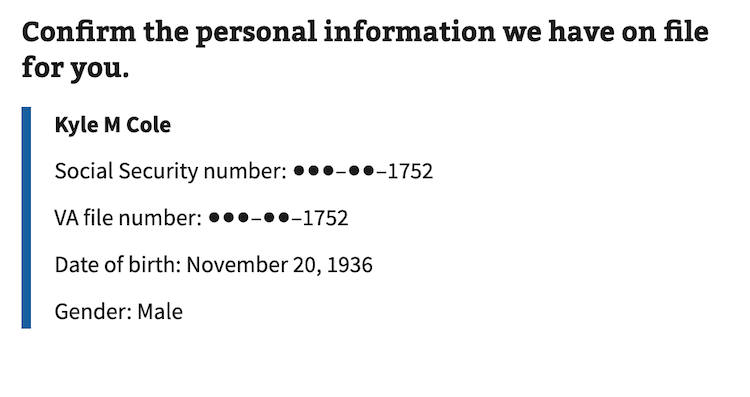 Confirm the personal information we have on file
for you.
Kyle M Cole
Social Security number: ●●●–●●–1752
VA file number: ●●●–●●–1752
Date of birth: November 20, 1936
Gender: Male